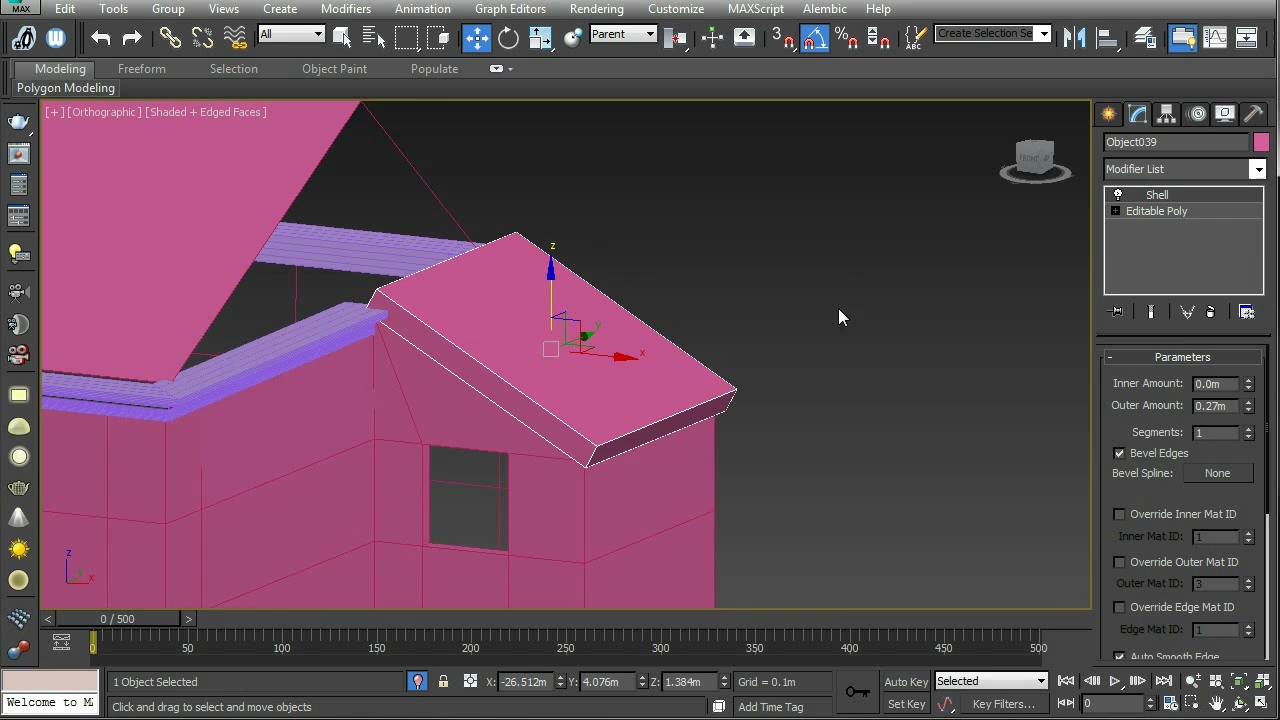 MAX Edit Tools Group Views Create Modifiers Animation Graph Editors Rendering Customize MAXScript Alembic Help
All Parent 3 % ABC Create Selection Se
Modeling Freeform Selection Object Paint Populate
Polygon Modeling
[+] [Orthographic] [Shaded + Edged Faces]
Object039
FRONT
Modifier List
Shell
Editable Poly
z
y
x
- Parameters
Inner Amount: 0.0m
Outer Amount: 0.27m
Segments: 1
Bevel Edges
Bevel Spline: None
Override Inner Mat ID
Inner Mat ID: 1
Override Outer Mat ID
Outer Mat ID: 3
Override Edge Mat ID
Edge Mat ID: 1
Auto Smooth Edge
z
y
x
< 0 / 500 >
0 50 100 150 200 250 300 350 400 450 500
1 Object Selected X: -26.512m Y: 4.076m Z: 1.384m Grid = 0.1m Auto Key Selected
Welcome to M Click and drag to select and move objects Add Time Tag Set Key Key Filters... 0